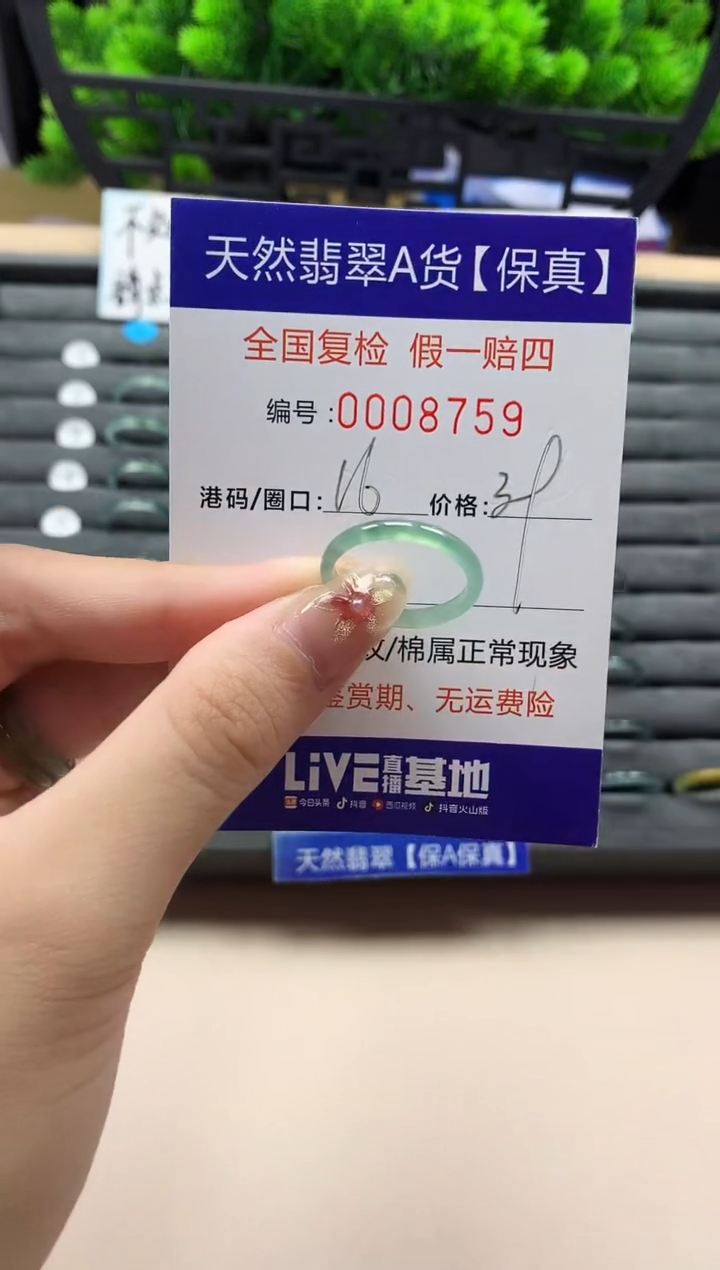 天然翡翠A货【保真】
全国复检 假一赔四
编号:0008759
港码/圈口:16 价格:39
纹/棉属正常现象
鉴赏期、无运费险
LiVE直播基地
今日头条 抖音 西瓜视频 抖音火山版
天然翡翠【保A保真】